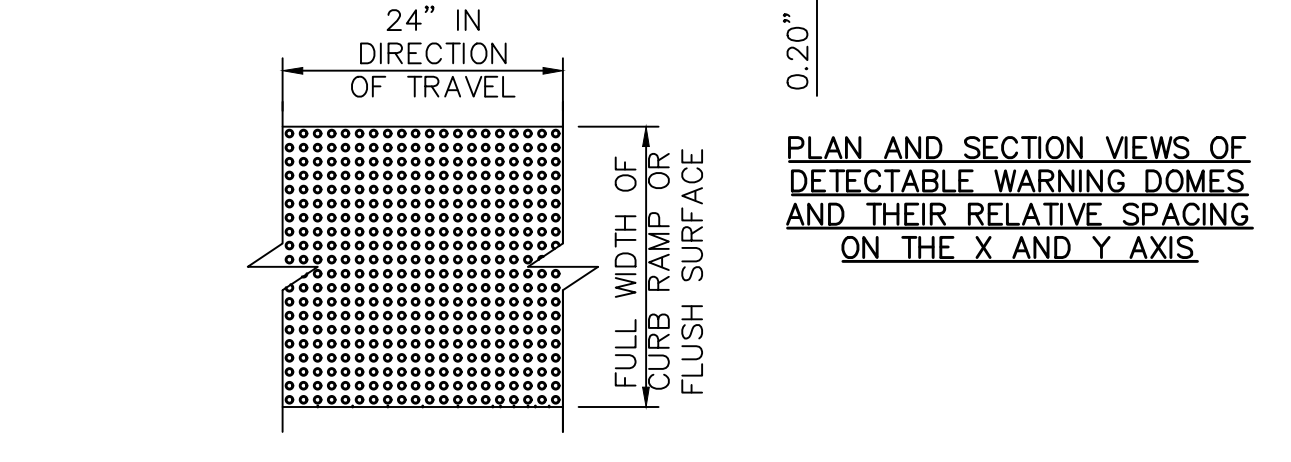 24” IN
DIRECTION
OF TRAVEL
FULL WIDTH OF
CURB RAMP OR
FLUSH SURFACE
0.20”
PLAN AND SECTION VIEWS OF
DETECTABLE WARNING DOMES
AND THEIR RELATIVE SPACING
ON THE X AND Y AXIS